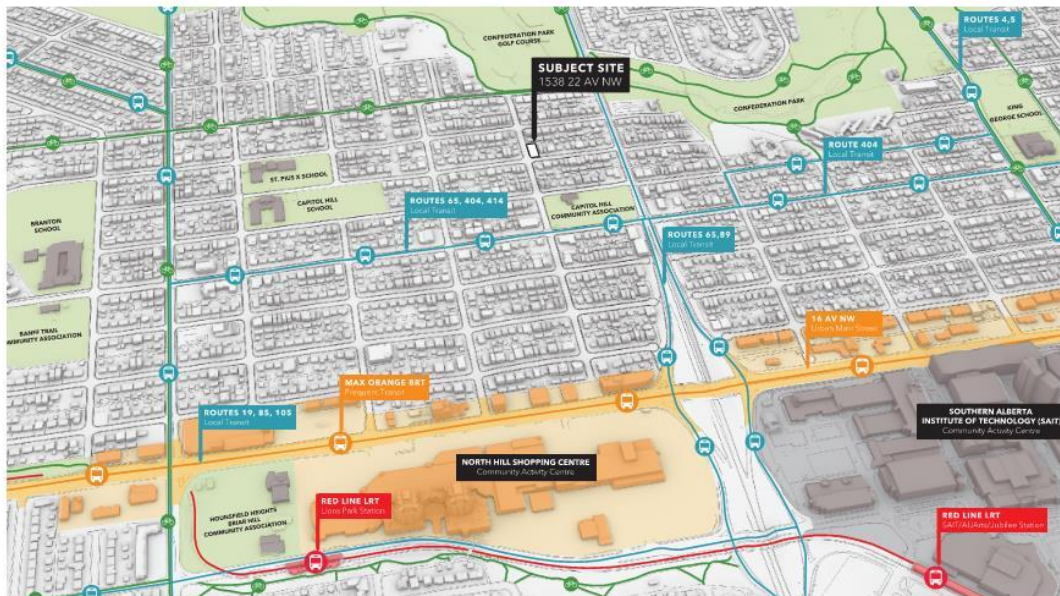 ROUTES 4,5
Local Transit
CONFEDERATION PARK
GOLF COURSE
SUBJECT SITE
1538 22 AV NW
CONFEDERATION PARK
KING
GEORGE SCHOOL
ROUTE 404
Local Transit
ST. PIUS X SCHOOL
CAPITOL HILL
SCHOOL
ROUTES 65, 404, 414
Local Transit
CAPITOL HILL
COMMUNITY ASSOCIATION
BRANTON
SCHOOL
ROUTES 65,89
Local Transit
BANFF TRAIL
COMMUNITY ASSOCIATION
16 AV NW
Urban Main Street
MAX ORANGE BRT
Frequent Transit
ROUTES 19, 85, 105
Local Transit
SOUTHERN ALBERTA
INSTITUTE OF TECHNOLOGY (SAIT)
Community Activity Centre
NORTH HILL SHOPPING CENTRE
Community Activity Centre
HOUNSFIELD HEIGHTS
BRIAR HILL
COMMUNITY ASSOCIATION
RED LINE LRT
Lions Park Station
RED LINE LRT
SAIT/AUArts/Jubilee Station